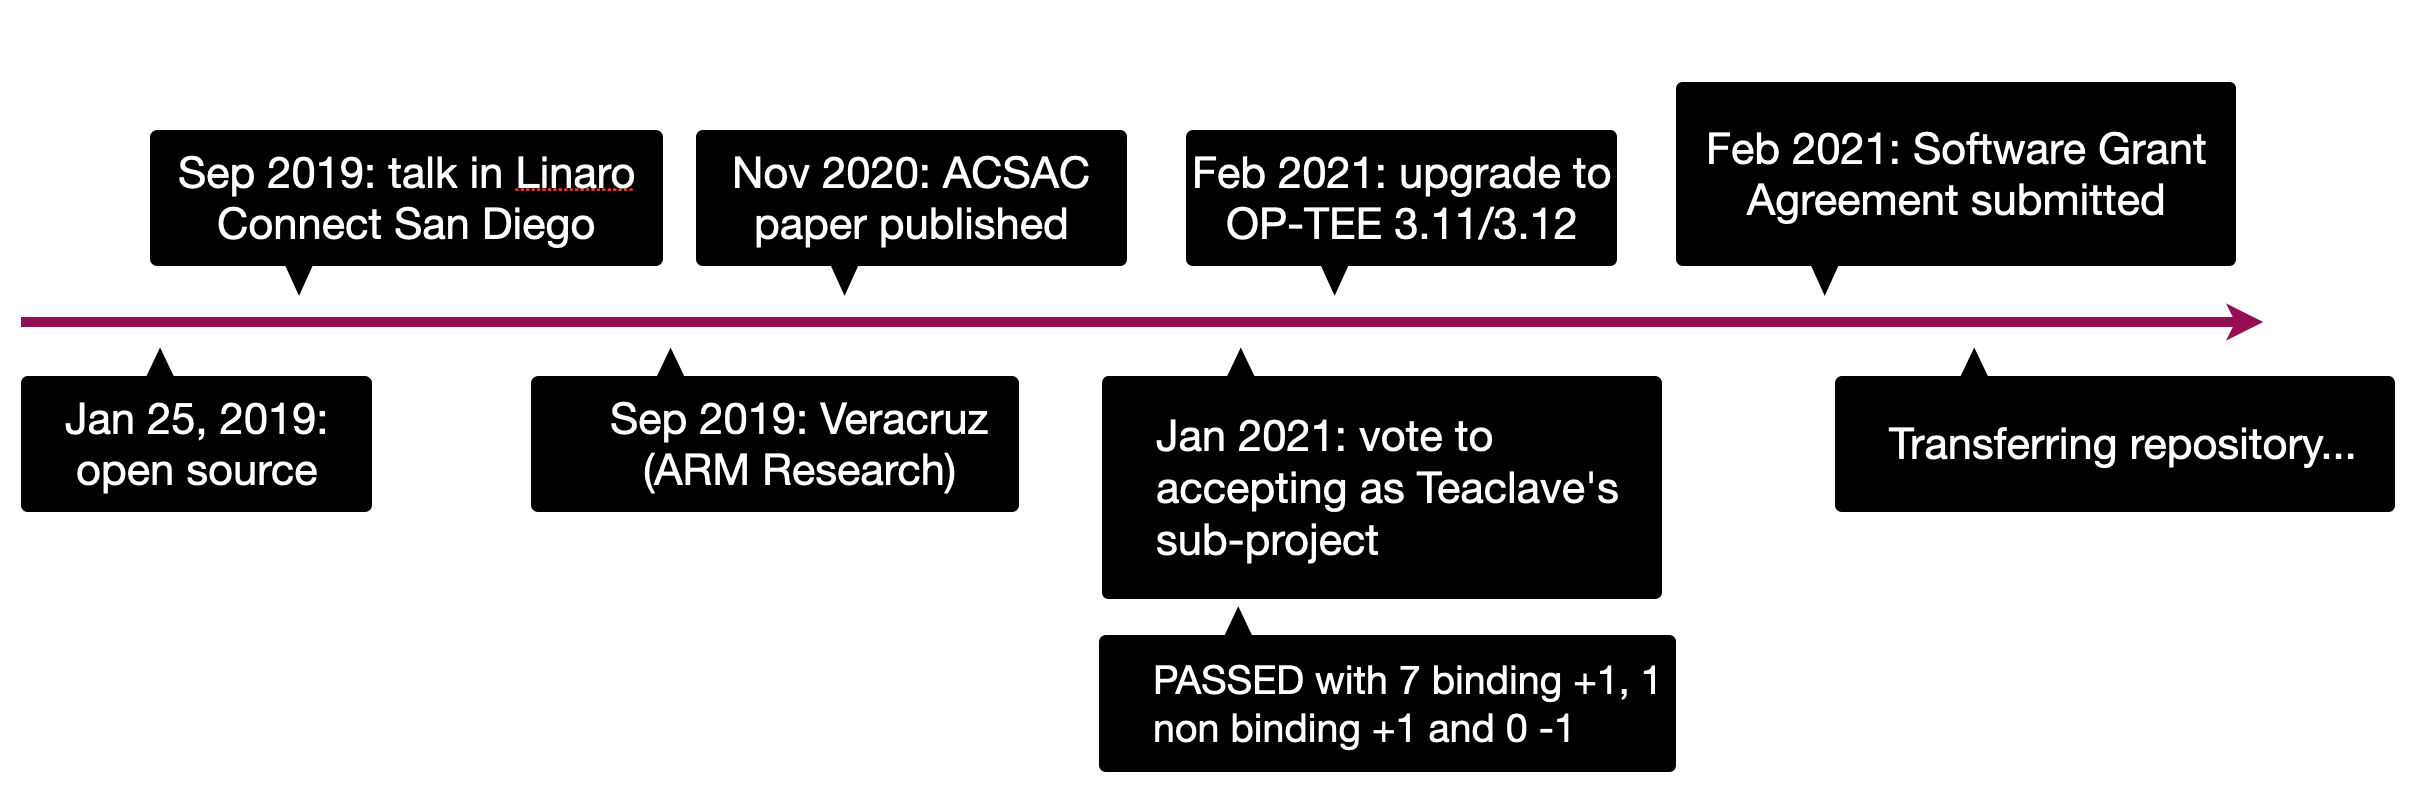 Sep 2019: talk in Linaro
Connect San Diego
Nov 2020: ACSAC
paper published
Feb 2021: upgrade to
OP-TEE 3.11/3.12
Feb 2021: Software Grant
Agreement submitted
Jan 25, 2019:
open source
Sep 2019: Veracruz
(ARM Research)
Jan 2021: vote to
accepting as Teaclave's
sub-project
Transferring repository...
PASSED with 7 binding +1, 1
non binding +1 and 0 -1